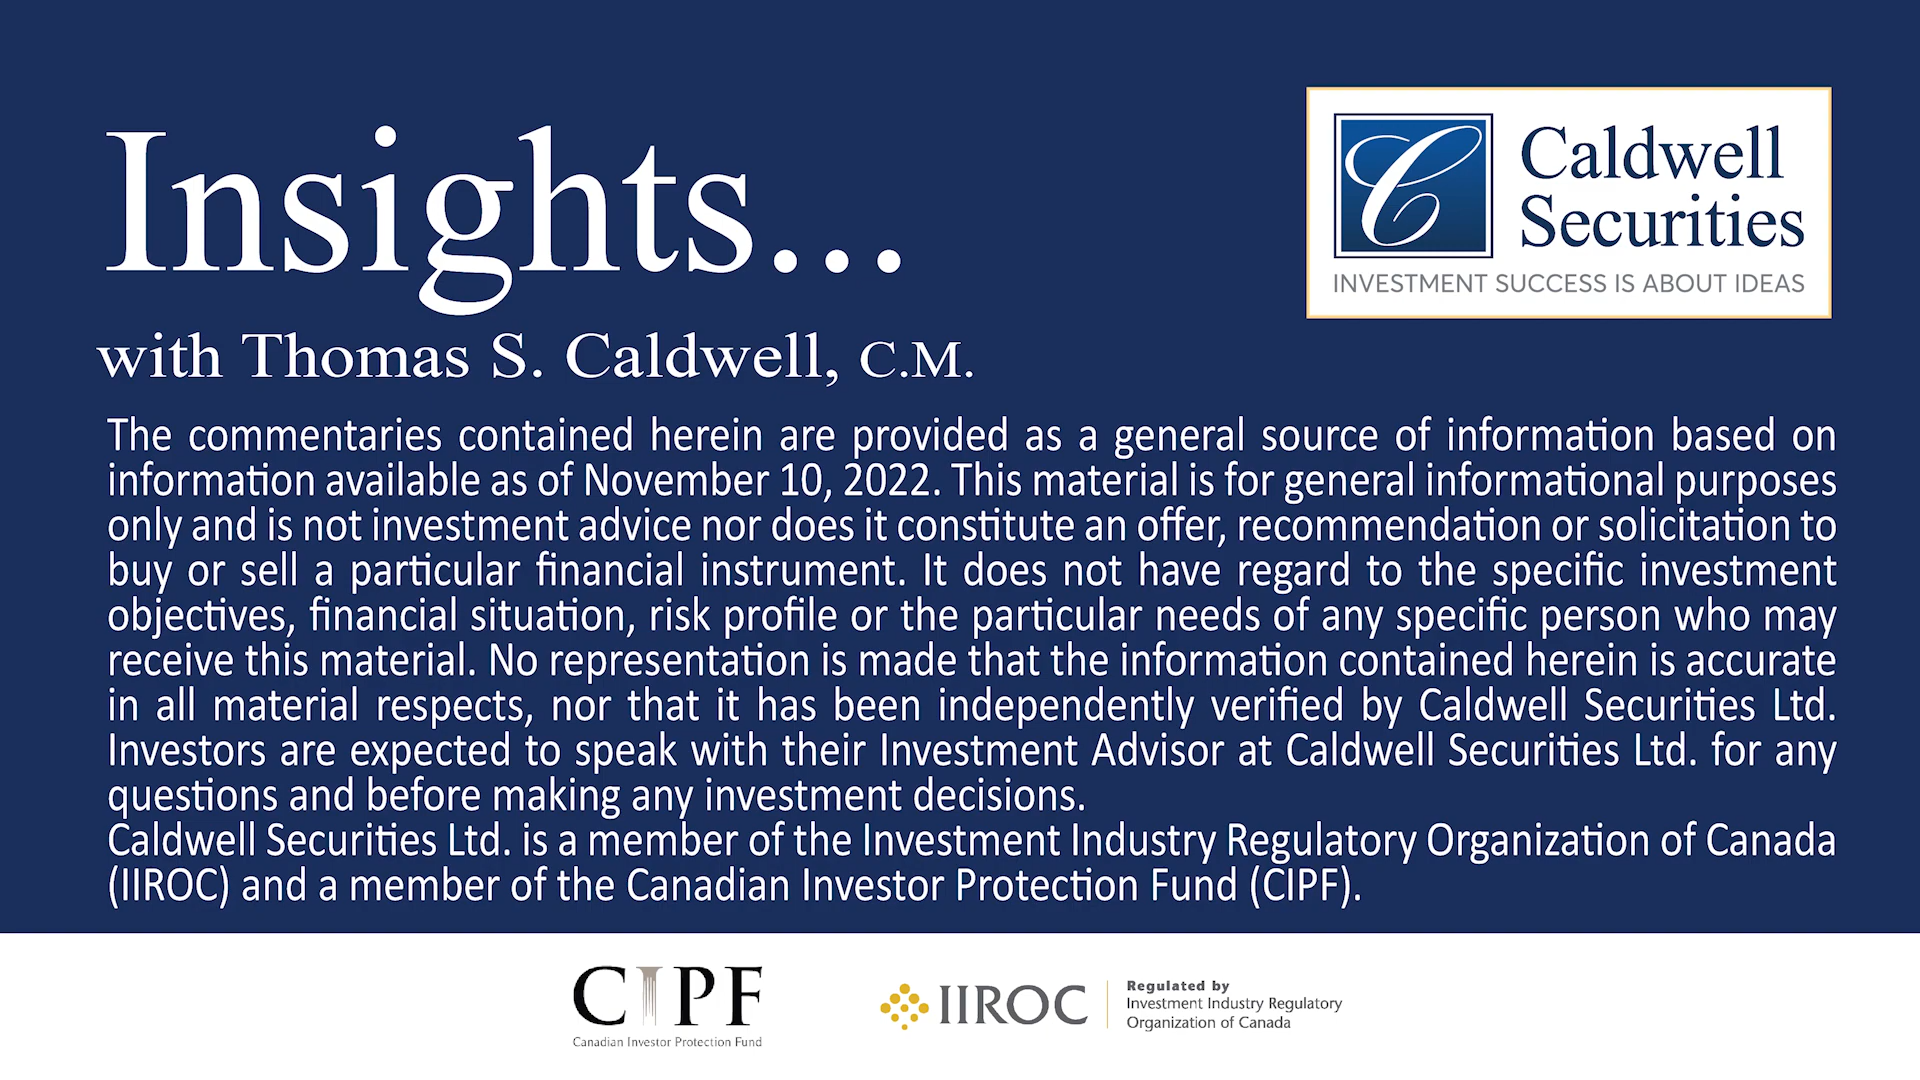 Insights...
with Thomas S. Caldwell, C.M.
C
Caldwell
Securities
INVESTMENT SUCCESS IS ABOUT IDEAS
The commentaries contained herein are provided as a general source of information based on
information available as of November 10, 2022. This material is for general informational purposes
only and is not investment advice nor does it constitute an offer, recommendation or solicitation to
buy or sell a particular financial instrument. It does not have regard to the specific investment
objectives, financial situation, risk profile or the particular needs of any specific person who may
receive this material. No representation is made that the information contained herein is accurate
in all material respects, nor that it has been independently verified by Caldwell Securities Ltd.
Investors are expected to speak with their Investment Advisor at Caldwell Securities Ltd. for any
questions and before making any investment decisions.
Caldwell Securities Ltd. is a member of the Investment Industry Regulatory Organization of Canada
(IIROC) and a member of the Canadian Investor Protection Fund (CIPF).
CIPF
Canadian Investor Protection Fund
IIROC
Regulated by
Investment Industry Regulatory
Organization of Canada